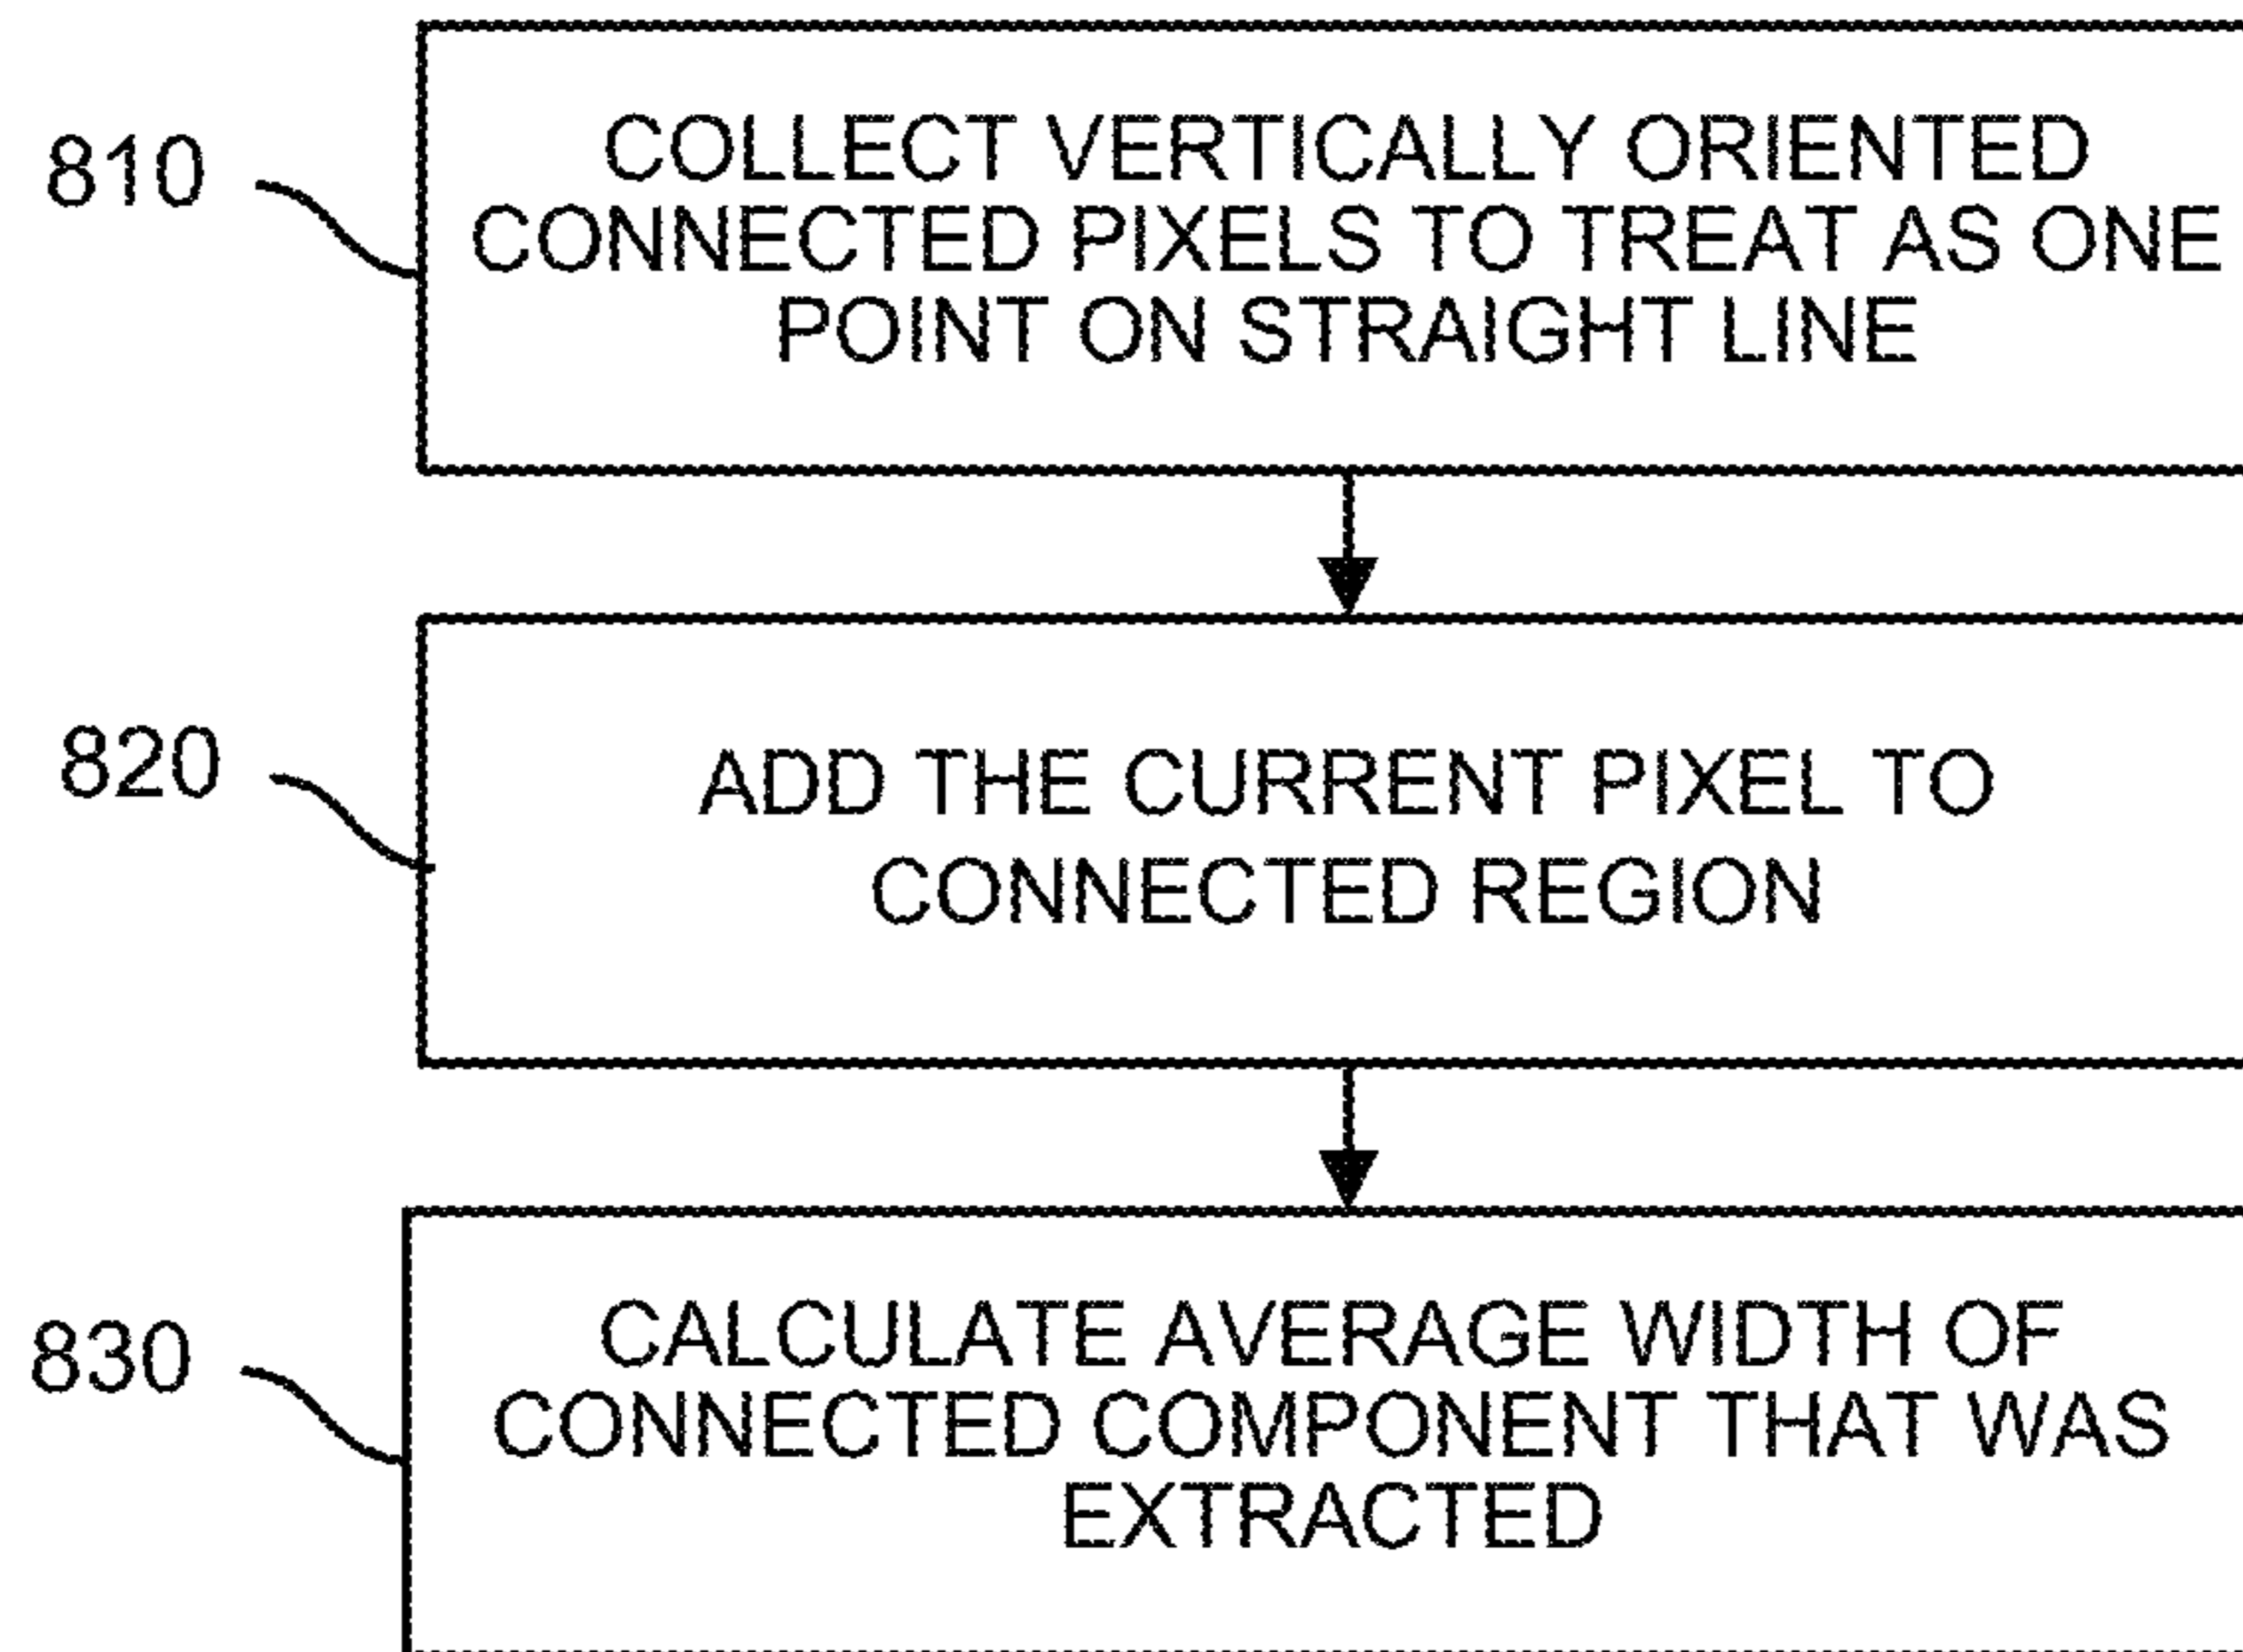 810
COLLECT VERTICALLY ORIENTED
CONNECTED PIXELS TO TREAT AS ONE
POINT ON STRAIGHT LINE
820
ADD THE CURRENT PIXEL TO
CONNECTED REGION
830
CALCULATE AVERAGE WIDTH OF
CONNECTED COMPONENT THAT WAS
EXTRACTED